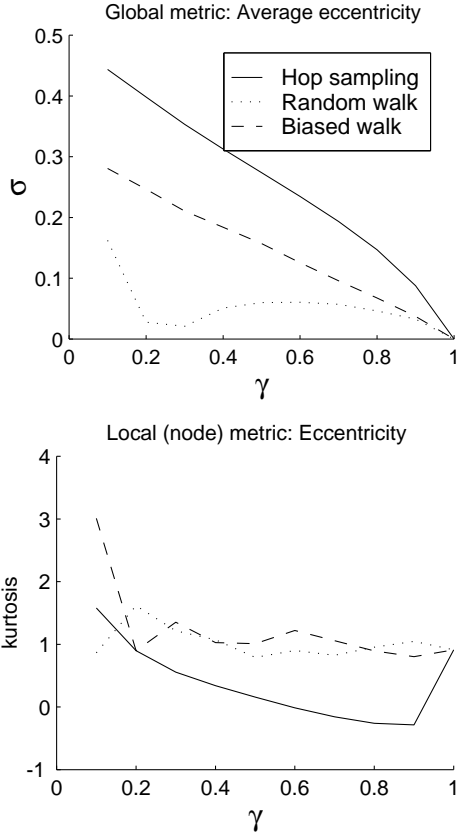 Global metric: Average eccentricity
0.5
0.4
0.3
0.2
0.1
0
σ
Hop sampling
Random walk
Biased walk
0 0.2 0.4 0.6 0.8 1
γ
Local (node) metric: Eccentricity
4
3
2
1
0
-1
kurtosis
0 0.2 0.4 0.6 0.8 1
γ